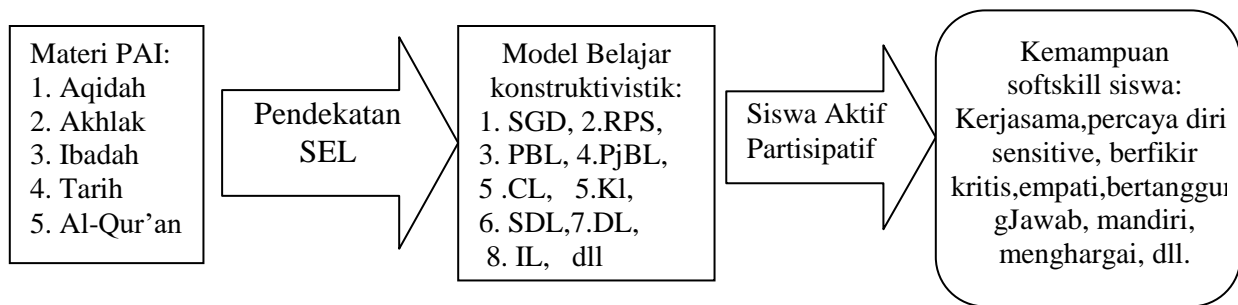 Materi PAI:
1. Aqidah
2. Akhlak
3. Ibadah
4. Tarih
5. Al-Qur’an
Pendekatan
SEL
Model Belajar
konstruktivistik:
1. SGD, 2.RPS,
3. PBL, 4.PjBL,
5 .CL, 5.Kl,
6. SDL,7.DL,
8. IL, dll
Siswa Aktif
Partisipatif
Kemampuan
softskill siswa:
Kerjasama,percaya diri
sensitive, berfikir
kritis,empati,bertanggun
gJawab, mandiri,
menghargai, dll.